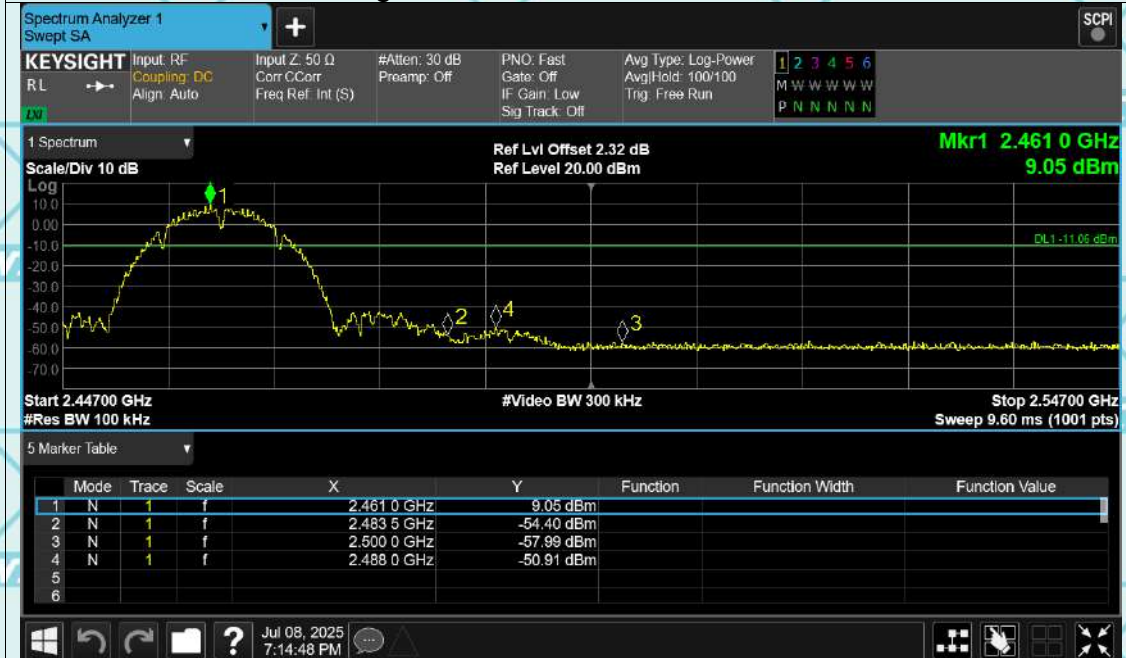 Spectrum Analyzer 1
Swept SA
+
SCPI
KEYSIGHT
RL
LXI
Input: RF
Coupling: DC
Align: Auto
Input Z: 50 Ω
Corr CCorr
Freq Ref: Int (S)
#Atten: 30 dB
Preamp: Off
PNO: Fast
Gate: Off
IF Gain: Low
Sig Track: Off
Avg Type: Log-Power
Avg|Hold: 100/100
Trig: Free Run
1 2 3 4 5 6
M W W W W W
P N N N N N
1 Spectrum
Scale/Div 10 dB
Ref Lvl Offset 2.32 dB
Ref Level 20.00 dBm
Mkr1 2.461 0 GHz
9.05 dBm
Log
10.0
0.00
-10.0
-20.0
-30.0
-40.0
-50.0
-60.0
-70.0
1
2
4
3
DL1 -11.06 dBm
Start 2.44700 GHz
#Res BW 100 kHz
#Video BW 300 kHz
Stop 2.54700 GHz
Sweep 9.60 ms (1001 pts)
5 Marker Table
Mode Trace Scale X Y Function Function Width Function Value
1 N 1 f 2.461 0 GHz 9.05 dBm
2 N 1 f 2.483 5 GHz -54.40 dBm
3 N 1 f 2.500 0 GHz -57.99 dBm
4 N 1 f 2.488 0 GHz -50.91 dBm
5
6
?
Jul 08, 2025
7:14:48 PM